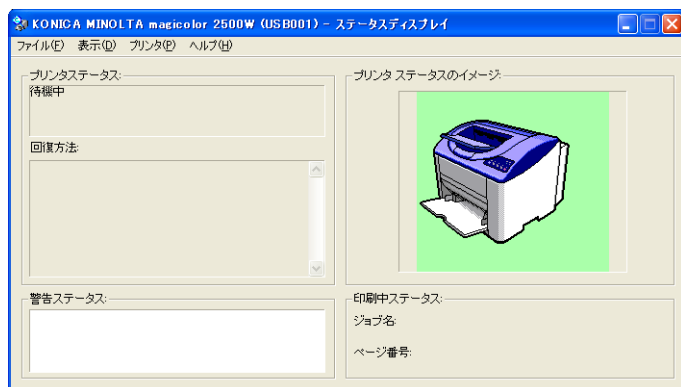 KONICA MINOLTA magicolor 2500W (USB001) - ステータスディスプレイ
ファイル(F) 表示(D) プリンタ(P) ヘルプ(H)
プリンタステータス:
待機中
回復方法:
警告ステータス:
プリンタ ステータスのイメージ:
印刷中ステータス:
ジョブ名:
ページ番号: